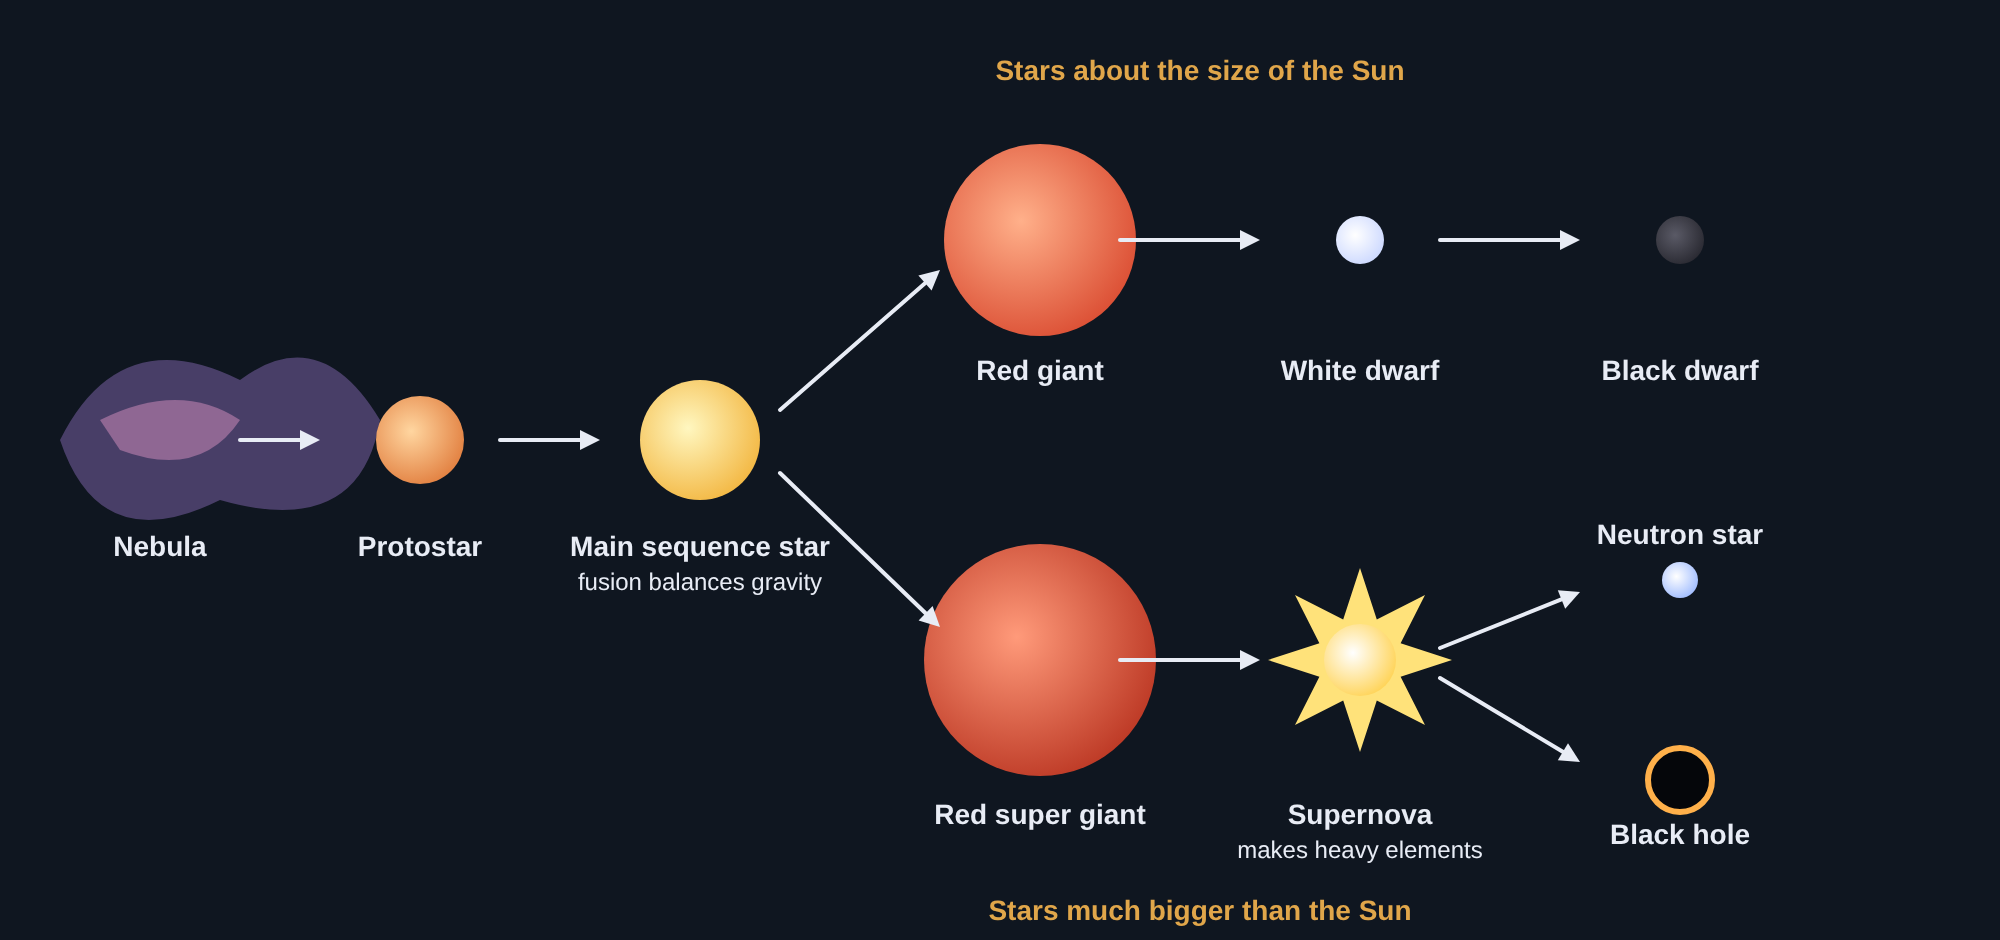 Stars about the size of the Sun
Red giant
White dwarf
Black dwarf
Nebula
Protostar
Main sequence star
fusion balances gravity
Neutron star
Red super giant
Supernova
makes heavy elements
Black hole
Stars much bigger than the Sun